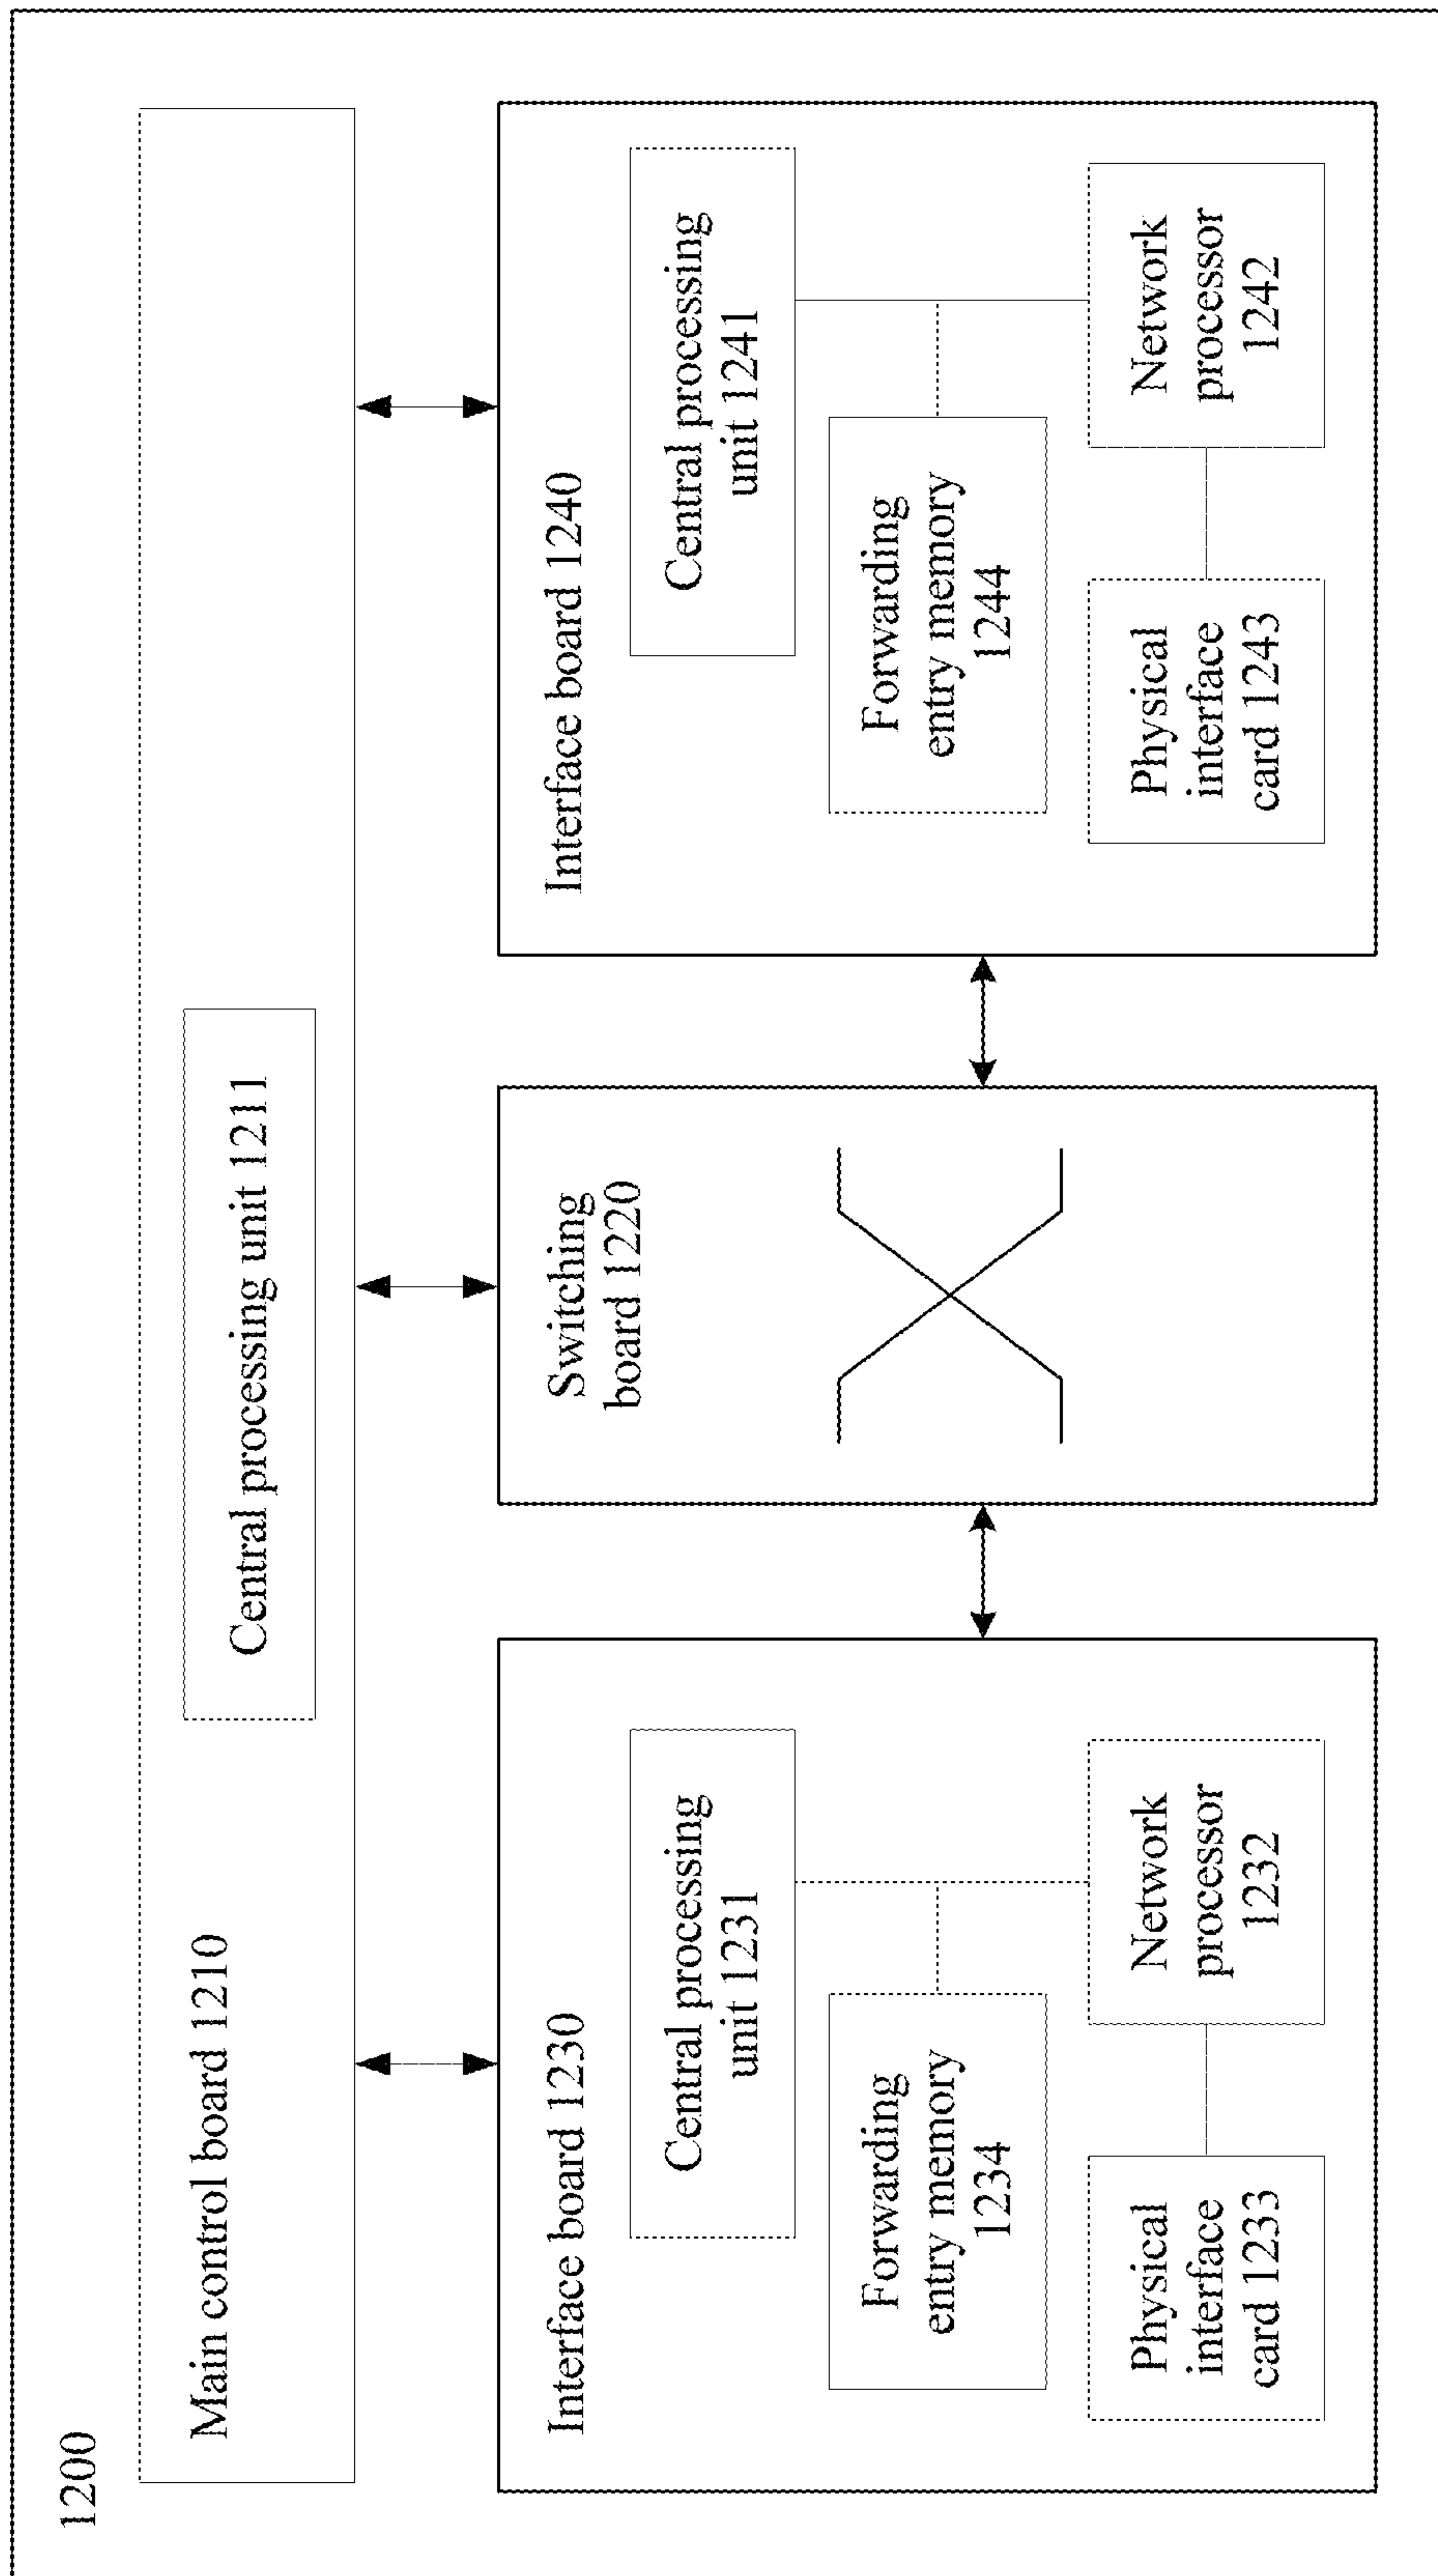 1200
Main control board 1210
Central processing unit 1211
Interface board 1230
Central processing
unit 1231
Forwarding
entry memory
1234
Physical
interface
card 1233
Network
processor
1232
Switching
board 1220
Interface board 1240
Central processing
unit 1241
Forwarding
entry memory
1244
Physical
interface
card 1243
Network
processor
1242